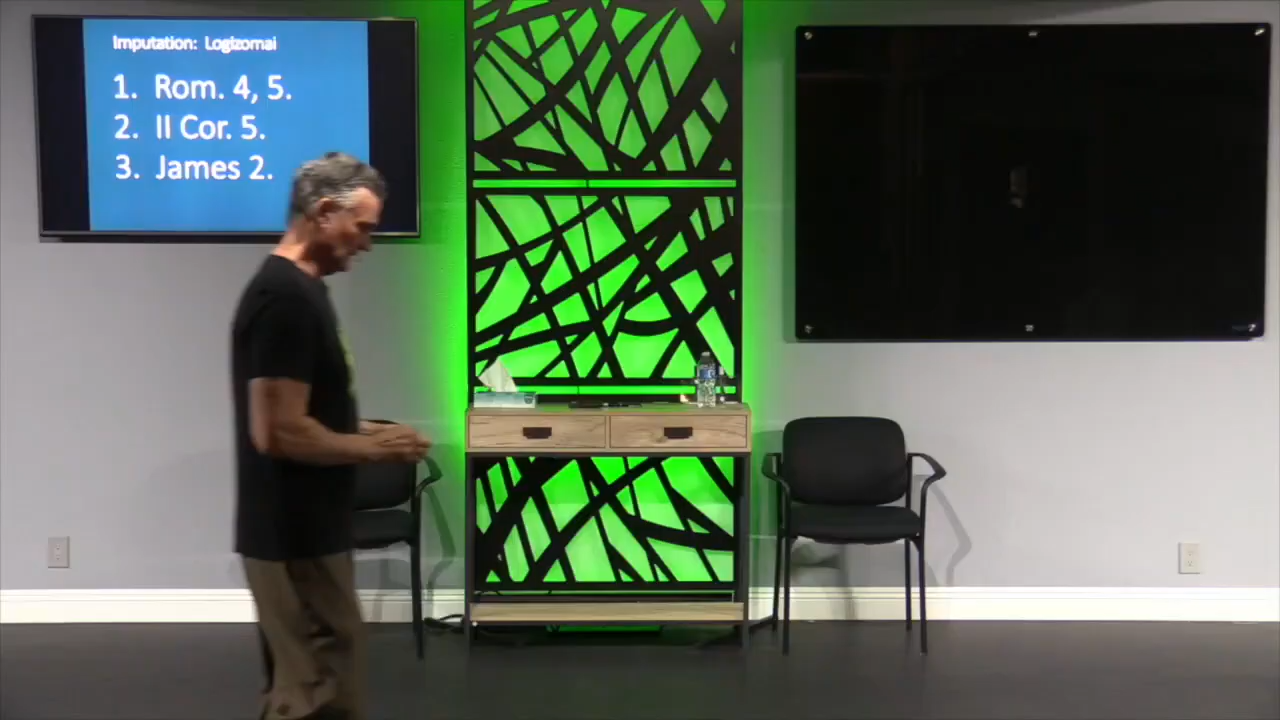 Imputation: Logizomai
1. Rom. 4, 5.
2. II Cor. 5.
3. James 2.